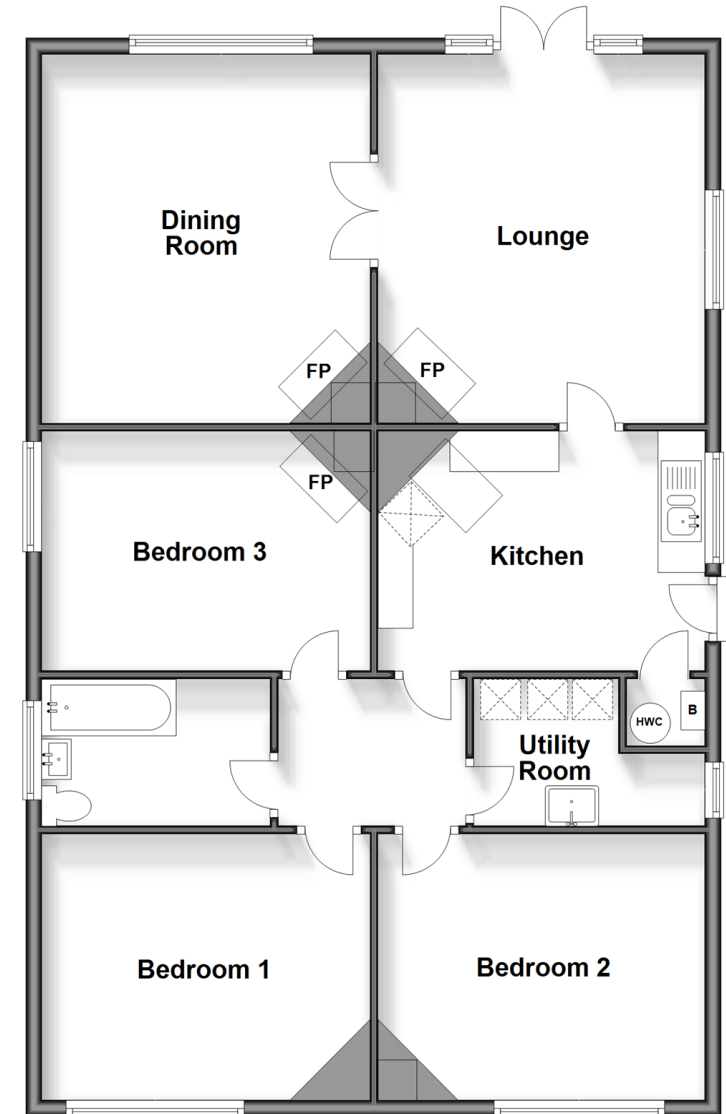 Dining
Room
Lounge
FP
FP
FP
Bedroom 3
Kitchen
HWC
B
Utility
Room
Bedroom 1
Bedroom 2